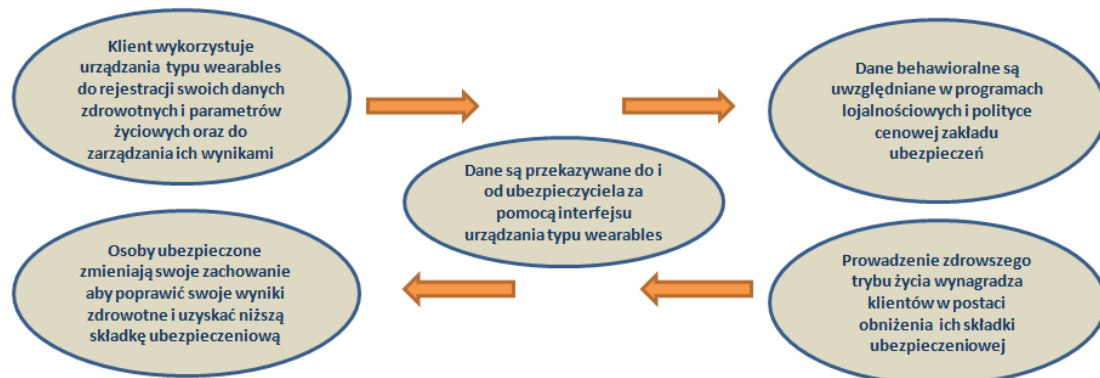 Klient wykorzystuje
urządzania typu wearables
do rejestracji swoich danych
zdrowotnych i parametrów
życiowych oraz do
zarządzania ich wynikami
Dane są przekazywane do i
od ubezpieczyciela za
pomocą interfejsu
urządzania typu wearables
Dane behawioralne są
uwzględniane w programach
lojalnościowych i polityce
cenowej zakładu
ubezpieczeń
Prowadzenie zdrowszego
trybu życia wynagradza
klientów w postaci
obniżenia ich składki
ubezpieczeniowej
Osoby ubezpieczone
zmieniają swoje zachowanie
aby poprawić swoje wyniki
zdrowotne i uzyskać niższą
składkę ubezpieczeniową